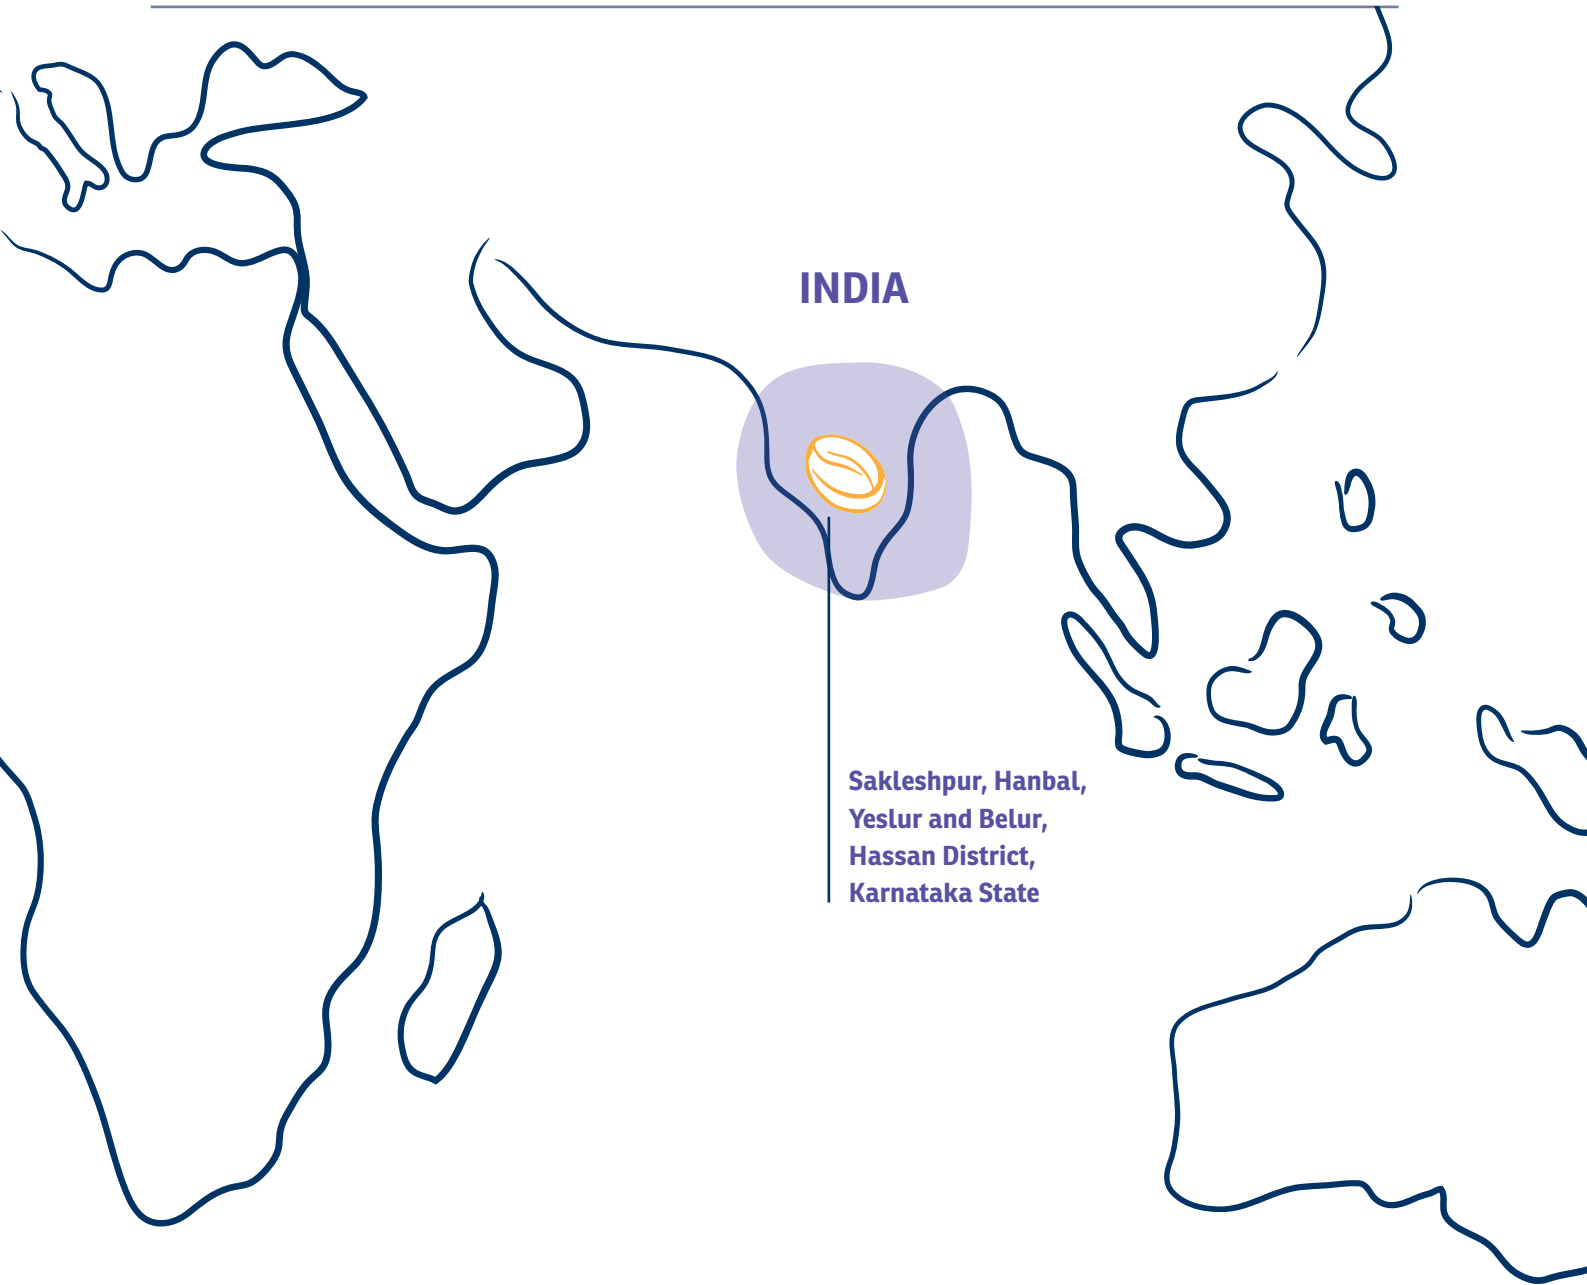 INDIA
Sakleshpur, Hanbal,
Yeslur and Belur,
Hassan District,
Karnataka State